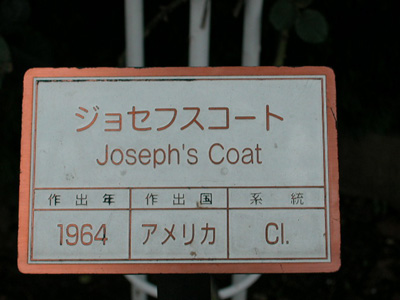 ジョセフスコート
Joseph's Coat
作出年 作出国 系統
1964 アメリカ Cl.